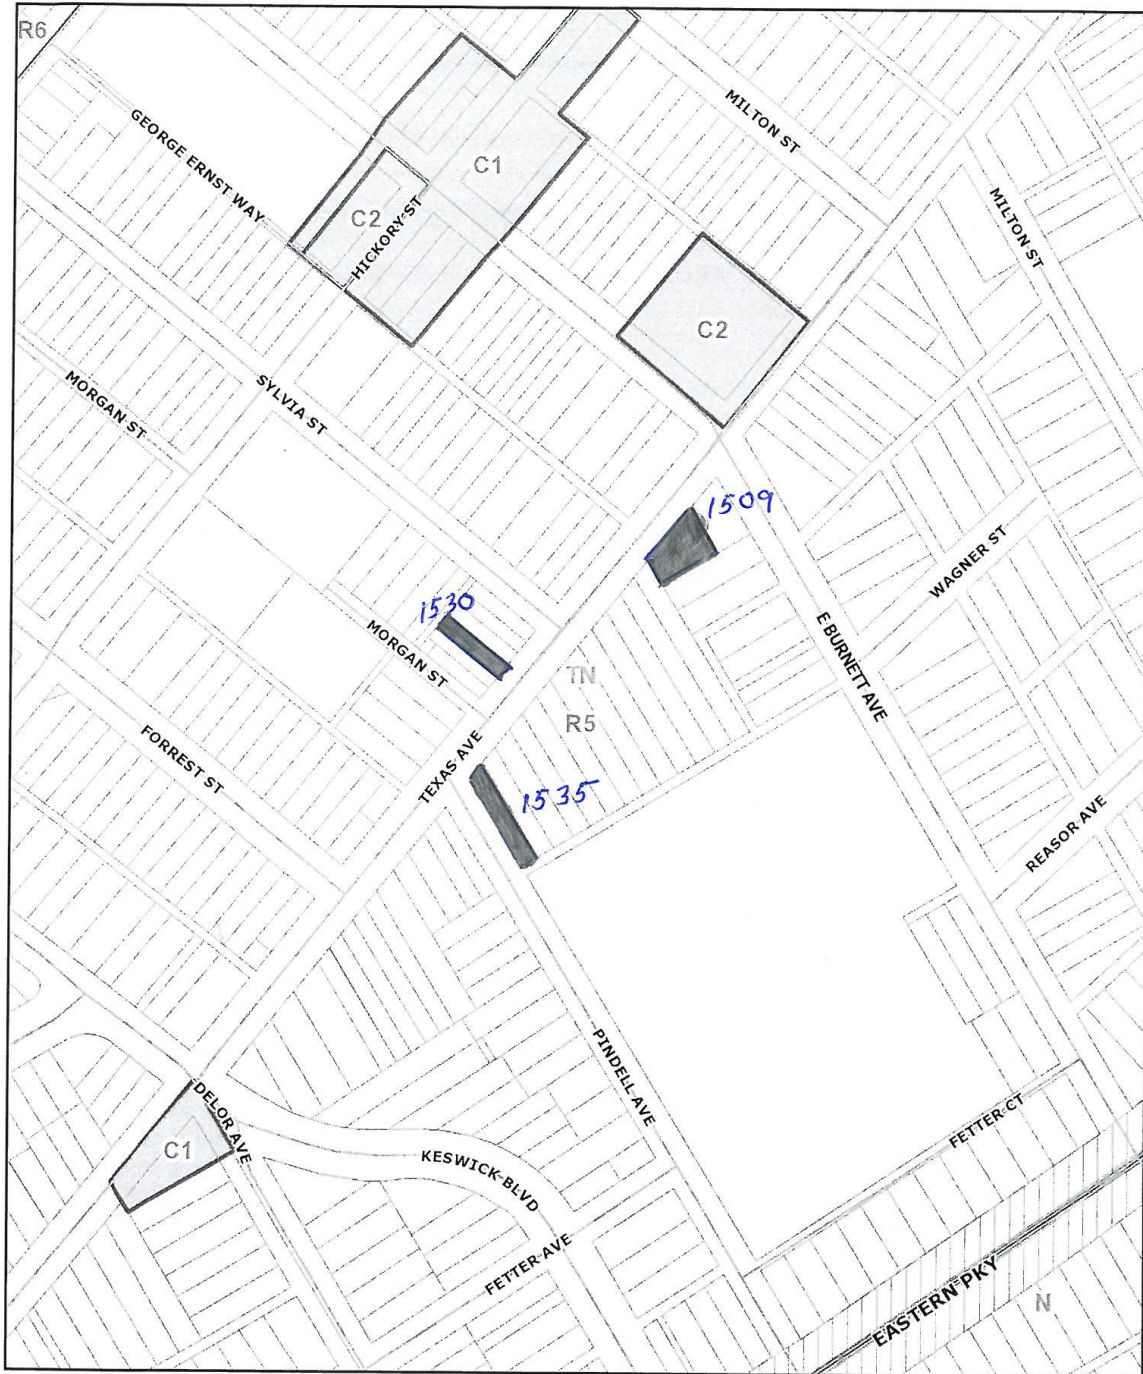 R6
MILTON ST
GEORGE ERNST WAY
C1
C2
HICKORY ST
MILTON ST
C2
MORGAN ST
SYLVIA ST
1509
WAGNER ST
1530
MORGAN ST
E BURNETT AVE
TN
R5
FORREST ST
TEXAS AVE
1535
REASOR AVE
PINDELL AVE
DELOR AVE
FETTER CT
C1
KESWICK BLVD
FETTER AVE
EASTERN PKY
N